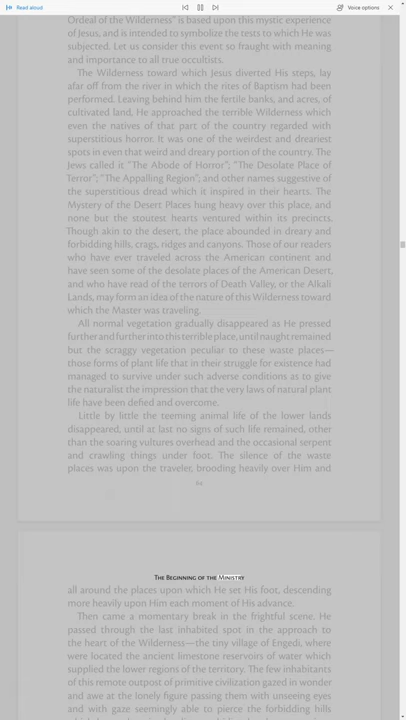 Read aloud
Voice options
Ordeal of the Wilderness" is based upon this mystic experience
of Jesus, and is intended to symbolize the tests to which He was
subjected. Let us consider this event so fraught with meaning
and importance to all true occultists.
The Wilderness toward which Jesus diverted His steps, lay
afar off from the river in which the rites of Baptism had been
performed. Leaving behind him the fertile banks, and acres, of
cultivated land, He approached the terrible Wilderness which
even the natives of that part of the country regarded with
superstitious horror. It was one of the weirdest and dreariest
spots in even that weird and dreary portion of the country. The
Jews called it "The Abode of Horror"; "The Desolate Place of
Terror"; "The Appalling Region"; and other names suggestive of
the superstitious dread which it inspired in their hearts. The
Mystery of the Desert Places hung heavy over this place, and
none but the stoutest hearts ventured within its precincts.
Though akin to the desert, the place abounded in dreary and
forbidding hills, crags, ridges and canyons. Those of our readers
who have ever traveled across the American continent and
have seen some of the desolate places of the American Desert,
and who have read of the terrors of Death Valley, or the Alkali
Lands, may form an idea of the nature of this Wilderness toward
which the Master was traveling.
All normal vegetation gradually disappeared as He pressed
further and further into this terrible place, until naught remained
but the scraggy vegetation peculiar to these waste places—
those forms of plant life that in their struggle for existence had
managed to survive under such adverse conditions as to give
the naturalist the impression that the very laws of natural plant
life have been defied and overcome.
Little by little the teeming animal life of the lower lands
disappeared, until at last no signs of such life remained, other
than the soaring vultures overhead and the occasional serpent
and crawling things under foot. The silence of the waste
places was upon the traveler, brooding heavily over Him and
The Beginning of the Ministry
all around the places upon which He set His foot, descending
more heavily upon Him each moment of His advance.
Then came a momentary break in the frightful scene. He
passed through the last inhabited spot in the approach to
the heart of the Wilderness—the tiny village of Engedi, where
were located the ancient limestone reservoirs of water which
supplied the lower regions of the territory. The few inhabitants
of this remote outpost of primitive civilization gazed in wonder
and awe at the lonely figure passing them with unseeing eyes
and with gaze seemingly able to pierce the forbidding hills